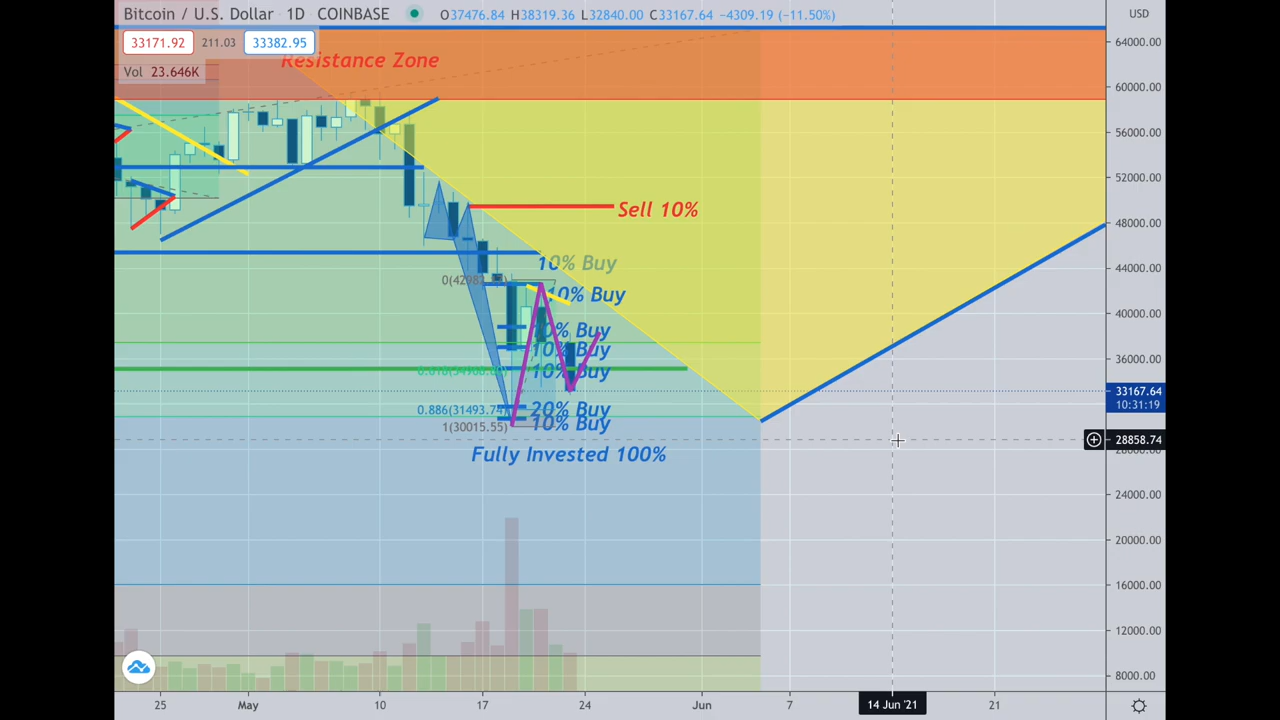 Bitcoin / U.S. Dollar · 1D · COINBASE O37476.84 H38319.36 L32840.00 C33167.64 −4309.19 (−11.50%)
USD
33171.92 211.03 33382.95
Resistance Zone
Vol 23.646K
64000.00
60000.00
56000.00
52000.00
Sell 10%
48000.00
10% Buy
44000.00
10% Buy
40000.00
10% Buy
10% Buy
36000.00
10% Buy
33167.64
10:31:19
0.886(31493.74)
20% Buy
10% Buy
1(30015.55)
28858.74
Fully Invested 100%
24000.00
20000.00
16000.00
12000.00
8000.00
25 May 10 17 24 Jun 7 14 Jun '21 21